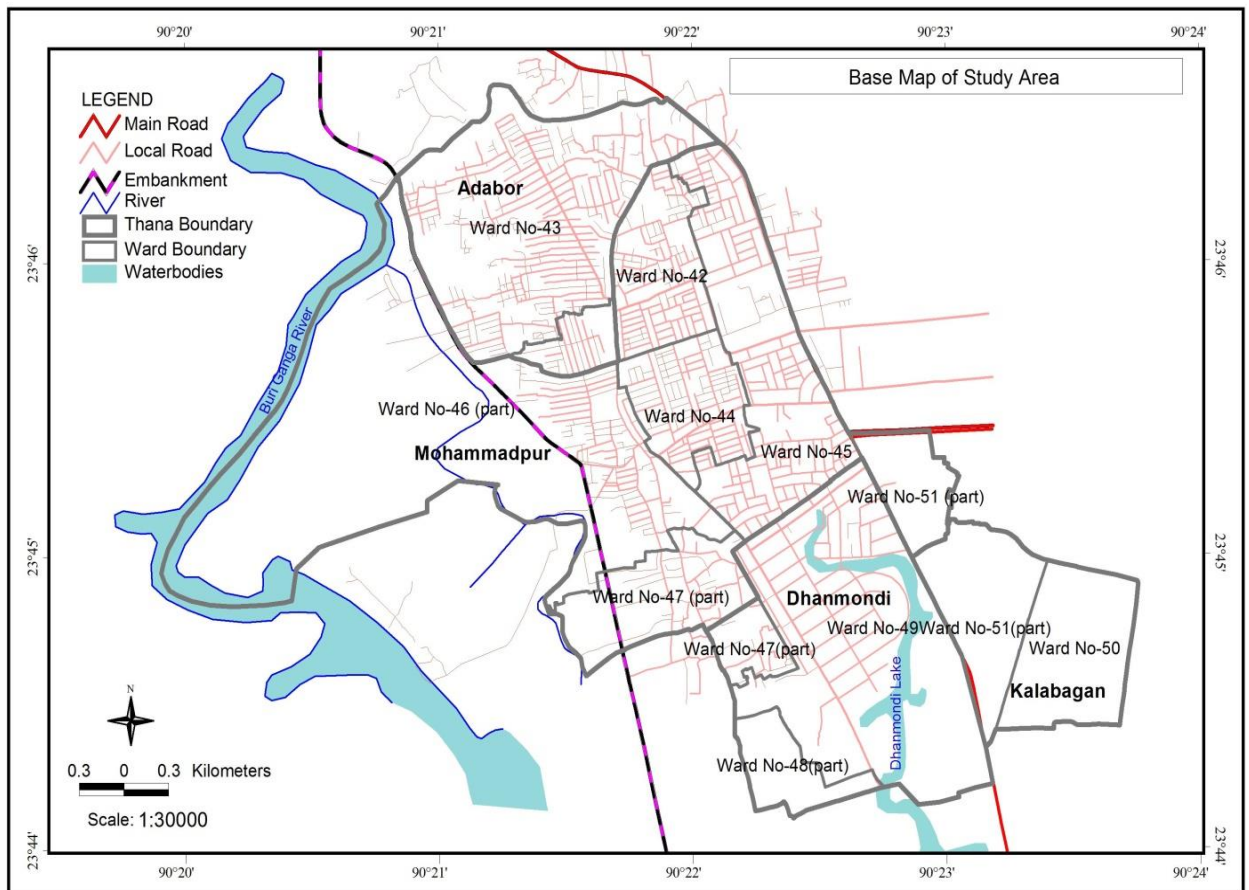 90°20'
90°21'
90°22'
90°23'
90°24'
Base Map of Study Area
LEGEND
Main Road
Local Road
Embankment
River
Thana Boundary
Ward Boundary
Waterbodies
Adabor
Ward No-43
23°46'
23°46'
Ward No-42
Buri Ganga River
Ward No-46 (part)
Ward No-44
Mohammadpur
Ward No-45
Ward No-51 (part)
23°45'
23°45'
Ward No-47 (part)
Dhanmondi
Ward No-49
Ward No-51(part)
Ward No-47(part)
Ward No-50
Kalabagan
Dhanmondi Lake
N
Ward No-48(part)
0.3 0 0.3 Kilometers
Scale: 1:30000
23°44'
23°44'
90°20'
90°21'
90°22'
90°23'
90°24'